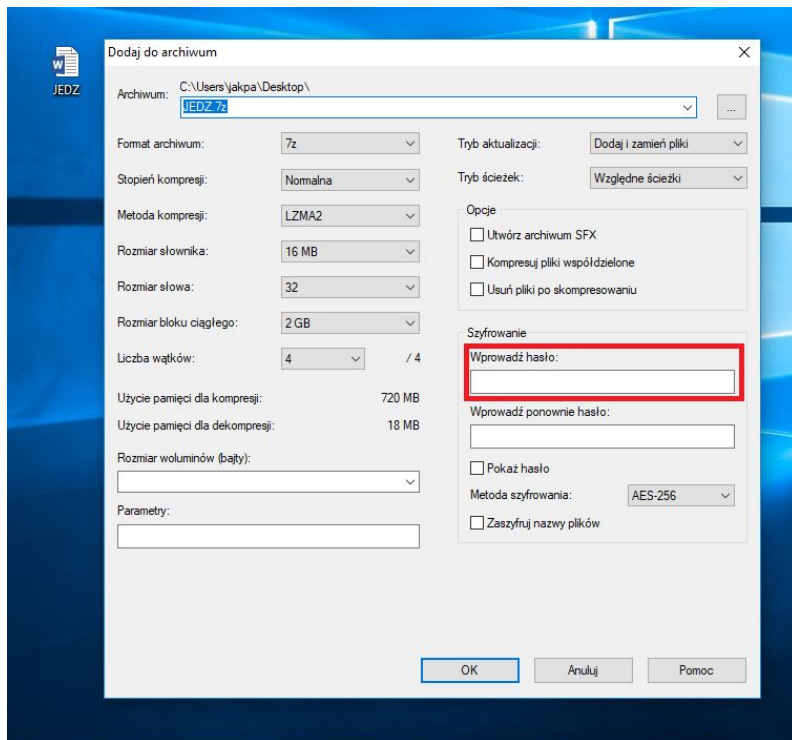 JEDZ
Dodaj do archiwum
Archiwum:
C:\Users\jakpa\Desktop\
JEDZ.7z
...
Format archiwum:
7z
Stopień kompresji:
Normalna
Metoda kompresji:
LZMA2
Rozmiar słownika:
16 MB
Rozmiar słowa:
32
Rozmiar bloku ciągłego:
2 GB
Liczba wątków:
4
/ 4
Użycie pamięci dla kompresji:
720 MB
Użycie pamięci dla dekompresji:
18 MB
Rozmiar woluminów (bajty):
Parametry:
Tryb aktualizacji:
Dodaj i zamień pliki
Tryb ścieżek:
Względne ścieżki
Opcje
Utwórz archiwum SFX
Kompresuj pliki współdzielone
Usuń pliki po skompresowaniu
Szyfrowanie
Wprowadź hasło:
Wprowadź ponownie hasło:
Pokaż hasło
Metoda szyfrowania:
AES-256
Zaszyfruj nazwy plików
OK
Anuluj
Pomoc